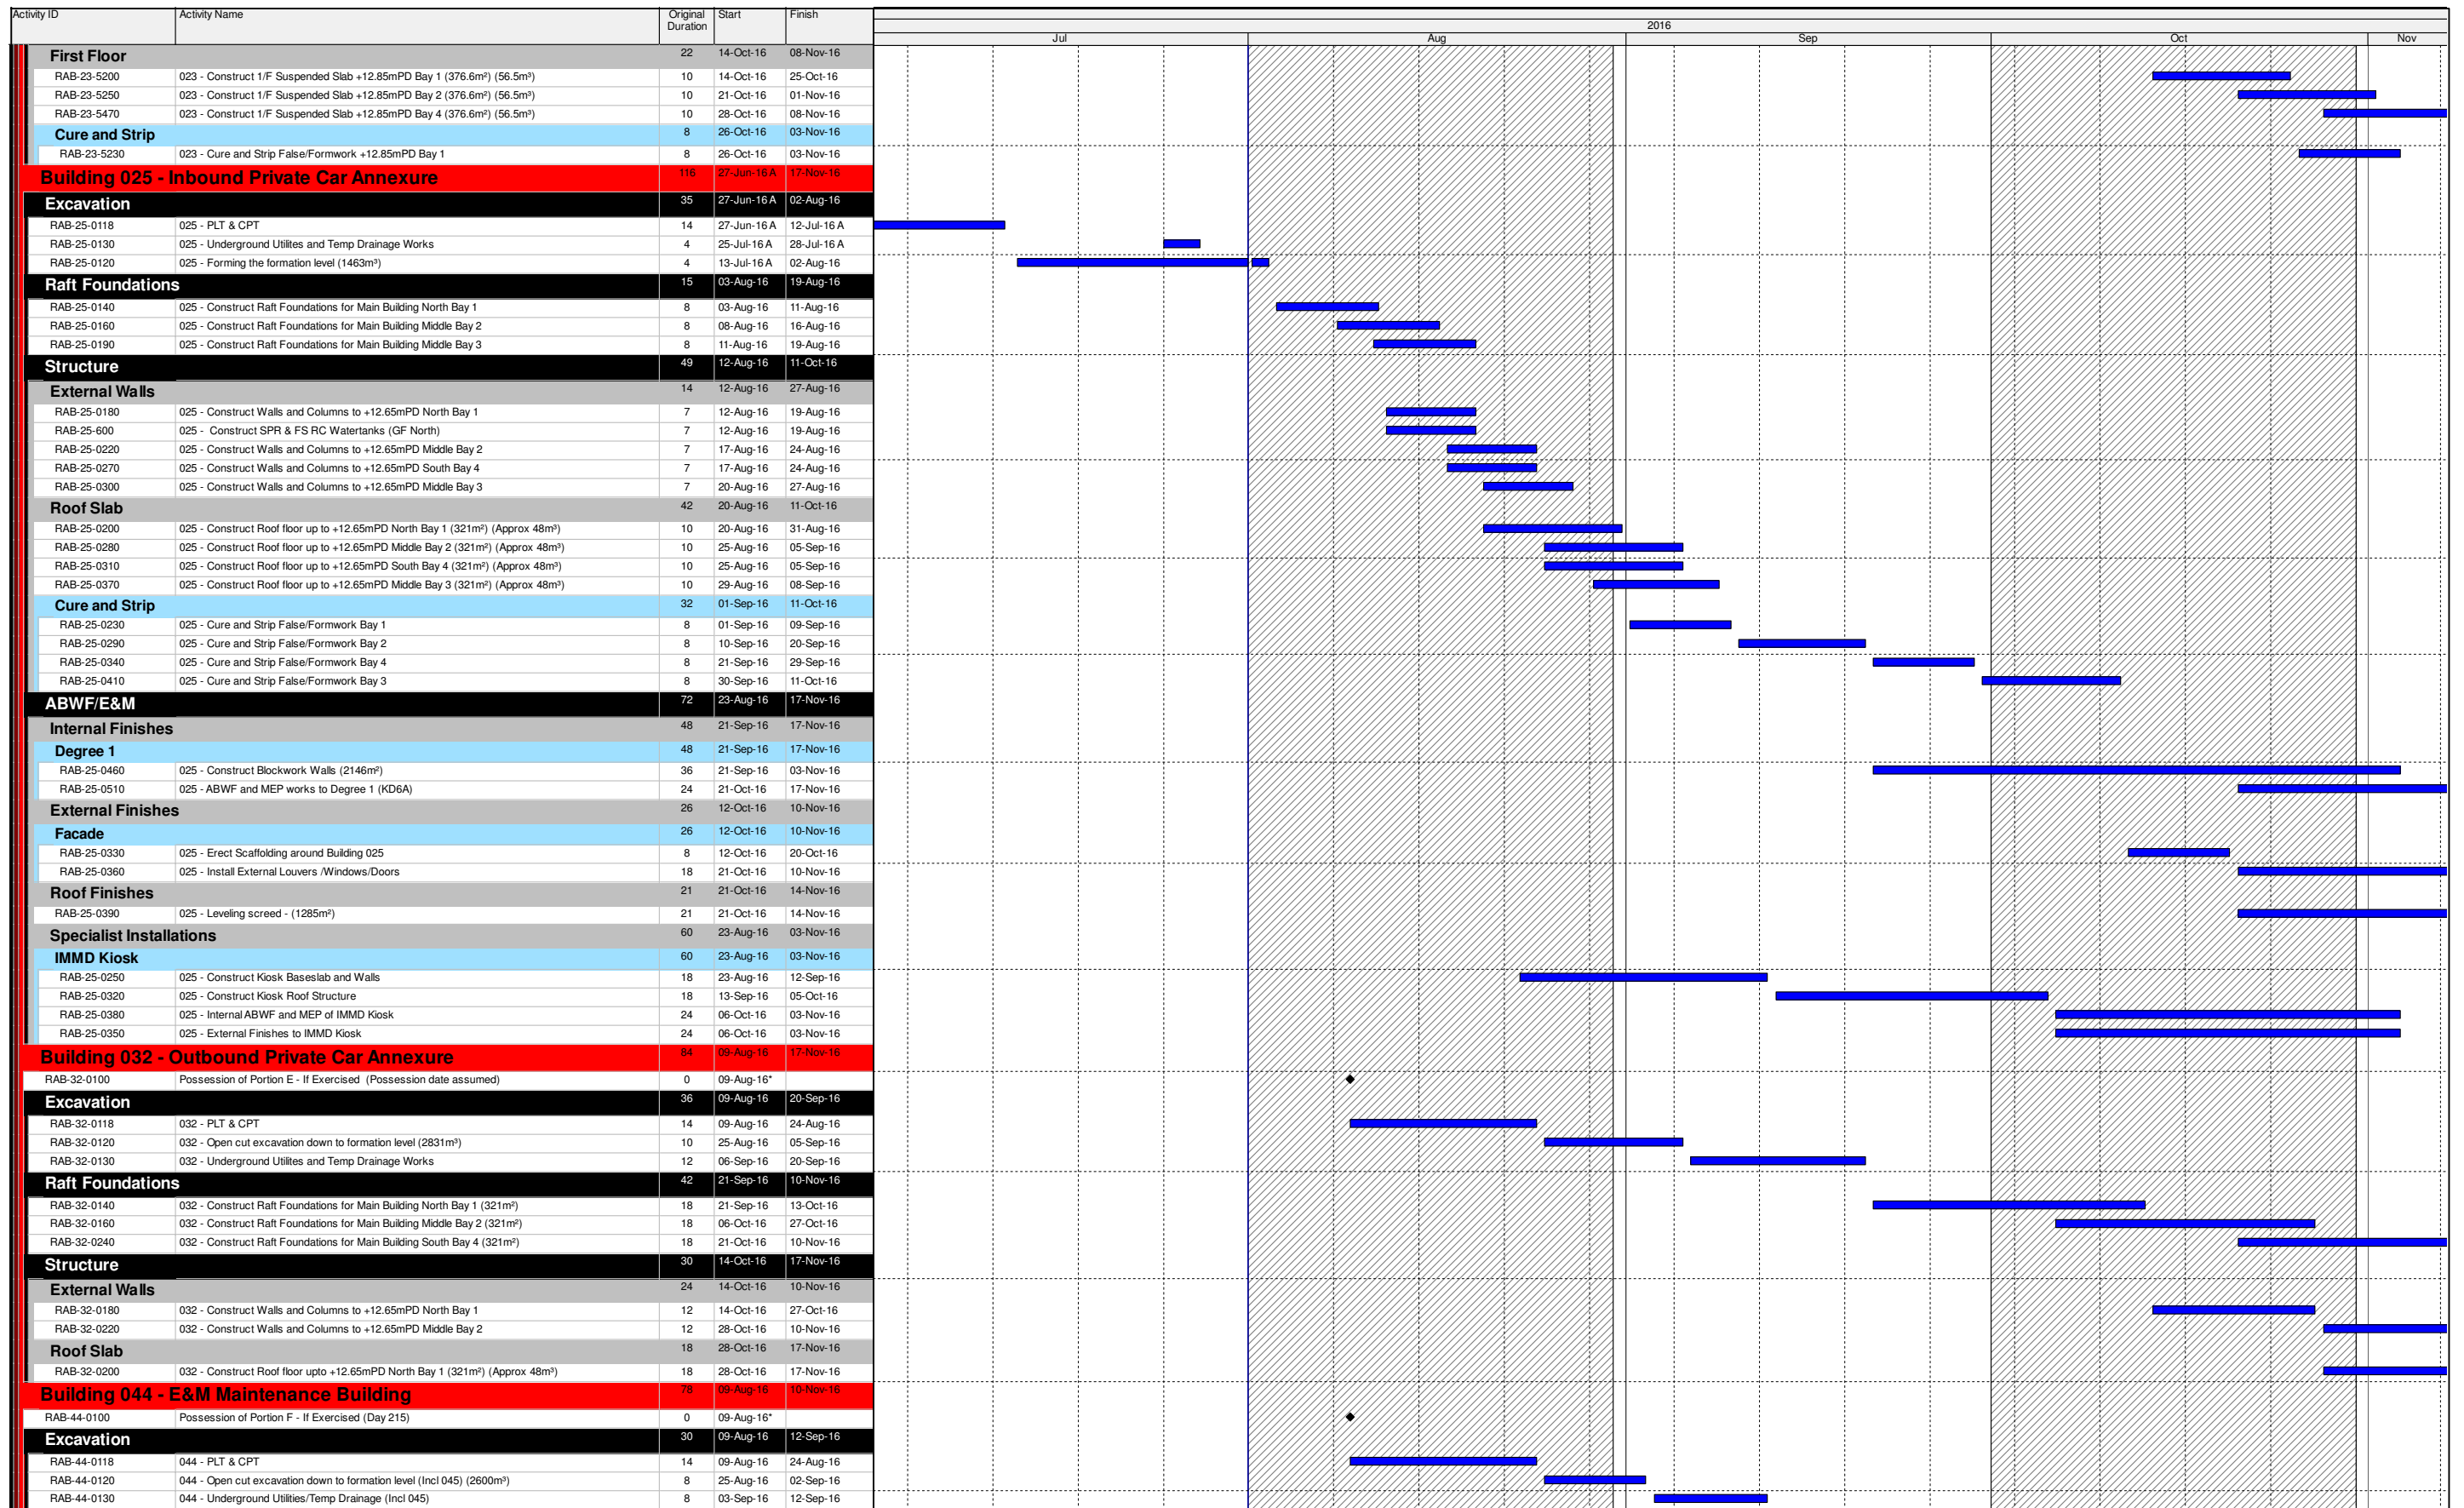 Activity ID Activity Name Original Duration Start Finish 2016
Jul Aug Sep Oct Nov
First Floor 22 14-Oct-16 08-Nov-16
RAB-23-5200 023 - Construct 1/F Suspended Slab +12.85mPD Bay 1 (376.6m²) (56.5m³) 10 14-Oct-16 25-Oct-16
RAB-23-5250 023 - Construct 1/F Suspended Slab +12.85mPD Bay 2 (376.6m²) (56.5m³) 10 21-Oct-16 01-Nov-16
RAB-23-5470 023 - Construct 1/F Suspended Slab +12.85mPD Bay 4 (376.6m²) (56.5m³) 10 28-Oct-16 08-Nov-16
Cure and Strip 8 26-Oct-16 03-Nov-16
RAB-23-5230 023 - Cure and Strip False/Formwork +12.85mPD Bay 1 8 26-Oct-16 03-Nov-16
Building 025 - Inbound Private Car Annexure 116 27-Jun-16 A 17-Nov-16
Excavation 35 27-Jun-16 A 02-Aug-16
RAB-25-0118 025 - PLT & CPT 14 27-Jun-16 A 12-Jul-16 A
RAB-25-0130 025 - Underground Utilites and Temp Drainage Works 4 25-Jul-16 A 28-Jul-16 A
RAB-25-0120 025 - Forming the formation level (1463m³) 4 13-Jul-16 A 02-Aug-16
Raft Foundations 15 03-Aug-16 19-Aug-16
RAB-25-0140 025 - Construct Raft Foundations for Main Building North Bay 1 8 03-Aug-16 11-Aug-16
RAB-25-0160 025 - Construct Raft Foundations for Main Building Middle Bay 2 8 08-Aug-16 16-Aug-16
RAB-25-0190 025 - Construct Raft Foundations for Main Building Middle Bay 3 8 11-Aug-16 19-Aug-16
Structure 49 12-Aug-16 11-Oct-16
External Walls 14 12-Aug-16 27-Aug-16
RAB-25-0180 025 - Construct Walls and Columns to +12.65mPD North Bay 1 7 12-Aug-16 19-Aug-16
RAB-25-600 025 - Construct SPR & FS RC Watertanks (GF North) 7 12-Aug-16 19-Aug-16
RAB-25-0220 025 - Construct Walls and Columns to +12.65mPD Middle Bay 2 7 17-Aug-16 24-Aug-16
RAB-25-0270 025 - Construct Walls and Columns to +12.65mPD South Bay 4 7 17-Aug-16 24-Aug-16
RAB-25-0300 025 - Construct Walls and Columns to +12.65mPD Middle Bay 3 7 20-Aug-16 27-Aug-16
Roof Slab 42 20-Aug-16 11-Oct-16
RAB-25-0200 025 - Construct Roof floor up to +12.65mPD North Bay 1 (321m²) (Approx 48m³) 10 20-Aug-16 31-Aug-16
RAB-25-0280 025 - Construct Roof floor up to +12.65mPD Middle Bay 2 (321m²) (Approx 48m³) 10 25-Aug-16 05-Sep-16
RAB-25-0310 025 - Construct Roof floor up to +12.65mPD South Bay 4 (321m²) (Approx 48m³) 10 25-Aug-16 05-Sep-16
RAB-25-0370 025 - Construct Roof floor up to +12.65mPD Middle Bay 3 (321m²) (Approx 48m³) 10 29-Aug-16 08-Sep-16
Cure and Strip 32 01-Sep-16 11-Oct-16
RAB-25-0230 025 - Cure and Strip False/Formwork Bay 1 8 01-Sep-16 09-Sep-16
RAB-25-0290 025 - Cure and Strip False/Formwork Bay 2 8 10-Sep-16 20-Sep-16
RAB-25-0340 025 - Cure and Strip False/Formwork Bay 4 8 21-Sep-16 29-Sep-16
RAB-25-0410 025 - Cure and Strip False/Formwork Bay 3 8 30-Sep-16 11-Oct-16
ABWF/E&M 72 23-Aug-16 17-Nov-16
Internal Finishes 48 21-Sep-16 17-Nov-16
Degree 1 48 21-Sep-16 17-Nov-16
RAB-25-0460 025 - Construct Blockwork Walls (2146m²) 36 21-Sep-16 03-Nov-16
RAB-25-0510 025 - ABWF and MEP works to Degree 1 (KD6A) 24 21-Oct-16 17-Nov-16
External Finishes 26 12-Oct-16 10-Nov-16
Facade 26 12-Oct-16 10-Nov-16
RAB-25-0330 025 - Erect Scaffolding around Building 025 8 12-Oct-16 20-Oct-16
RAB-25-0360 025 - Install External Louvers /Windows/Doors 18 21-Oct-16 10-Nov-16
Roof Finishes 21 21-Oct-16 14-Nov-16
RAB-25-0390 025 - Leveling screed - (1285m²) 21 21-Oct-16 14-Nov-16
Specialist Installations 60 23-Aug-16 03-Nov-16
IMMD Kiosk 60 23-Aug-16 03-Nov-16
RAB-25-0250 025 - Construct Kiosk Baseslab and Walls 18 23-Aug-16 12-Sep-16
RAB-25-0320 025 - Construct Kiosk Roof Structure 18 13-Sep-16 05-Oct-16
RAB-25-0380 025 - Internal ABWF and MEP of IMMD Kiosk 24 06-Oct-16 03-Nov-16
RAB-25-0350 025 - External Finishes to IMMD Kiosk 24 06-Oct-16 03-Nov-16
Building 032 - Outbound Private Car Annexure 84 09-Aug-16 17-Nov-16
RAB-32-0100 Possession of Portion E - If Exercised (Possession date assumed) 0 09-Aug-16*
Excavation 36 09-Aug-16 20-Sep-16
RAB-32-0118 032 - PLT & CPT 14 09-Aug-16 24-Aug-16
RAB-32-0120 032 - Open cut excavation down to formation level (2831m³) 10 25-Aug-16 05-Sep-16
RAB-32-0130 032 - Underground Utilites and Temp Drainage Works 12 06-Sep-16 20-Sep-16
Raft Foundations 42 21-Sep-16 10-Nov-16
RAB-32-0140 032 - Construct Raft Foundations for Main Building North Bay 1 (321m²) 18 21-Sep-16 13-Oct-16
RAB-32-0160 032 - Construct Raft Foundations for Main Building Middle Bay 2 (321m²) 18 06-Oct-16 27-Oct-16
RAB-32-0240 032 - Construct Raft Foundations for Main Building South Bay 4 (321m²) 18 21-Oct-16 10-Nov-16
Structure 30 14-Oct-16 17-Nov-16
External Walls 24 14-Oct-16 10-Nov-16
RAB-32-0180 032 - Construct Walls and Columns to +12.65mPD North Bay 1 12 14-Oct-16 27-Oct-16
RAB-32-0220 032 - Construct Walls and Columns to +12.65mPD Middle Bay 2 12 28-Oct-16 10-Nov-16
Roof Slab 18 28-Oct-16 17-Nov-16
RAB-32-0200 032 - Construct Roof floor upto +12.65mPD North Bay 1 (321m²) (Approx 48m³) 18 28-Oct-16 17-Nov-16
Building 044 - E&M Maintenance Building 78 09-Aug-16 10-Nov-16
RAB-44-0100 Possession of Portion F - If Exercised (Day 215) 0 09-Aug-16*
Excavation 30 09-Aug-16 12-Sep-16
RAB-44-0118 044 - PLT & CPT 14 09-Aug-16 24-Aug-16
RAB-44-0120 044 - Open cut excavation down to formation level (Incl 045) (2600m³) 8 25-Aug-16 02-Sep-16
RAB-44-0130 044 - Underground Utilities/Temp Drainage (Incl 045) 8 03-Sep-16 12-Sep-16